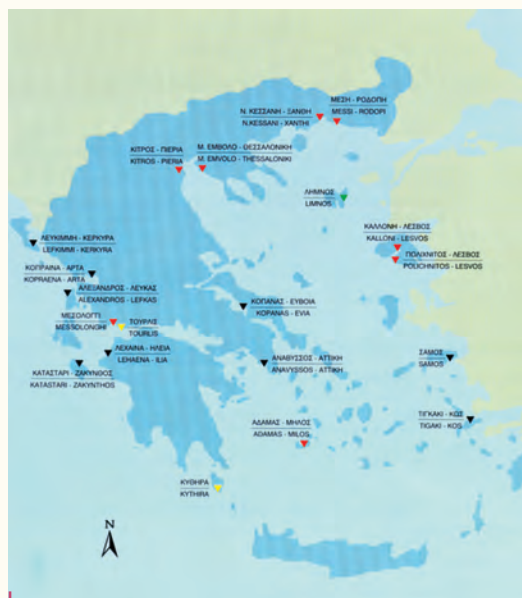 Ν. ΚΕΣΣΑΝΗ - ΞΑΝΘΗ
N.KESSANI - XANTHI
ΜΕΣΗ - ΡΟΔΟΠΗ
MESSI - RODOPI
ΚΙΤΡΟΣ - ΠΙΕΡΙΑ
KITROS - PIERIA
Μ. ΕΜΒΟΛΟ - ΘΕΣΣΑΛΟΝΙΚΗ
M. EMVOLO - THESSALONIKI
ΛΗΜΝΟΣ
LIMNOS
ΚΑΛΛΟΝΗ - ΛΕΣΒΟΣ
KALLONI - LESVOS
ΠΟΛΙΧΝΙΤΟΣ - ΛΕΣΒΟΣ
POLICHNITOS - LESVOS
ΛΕΥΚΙΜΜΗ - ΚΕΡΚΥΡΑ
LEFKIMMI - KERKYRA
ΚΟΠΡΑΙΝΑ - ΑΡΤΑ
KOPRAENA - ARTA
ΑΛΕΞΑΝΔΡΟΣ - ΛΕΥΚΑΣ
ALEXANDROS - LEFKAS
ΜΕΣΟΛΟΓΓΙ
MESSOLONGHI
ΤΟΥΡΛΙΣ
TOURLIS
ΚΟΠΑΝΑΣ - ΕΥΒΟΙΑ
KOPANAS - EVIA
ΛΕΧΑΙΝΑ - ΗΛΕΙΑ
LEHAENA - ILIA
ΚΑΤΑΣΤΑΡΙ - ΖΑΚΥΝΘΟΣ
KATASTARI - ZAKYNTHOS
ΑΝΑΒΥΣΣΟΣ - ΑΤΤΙΚΗ
ANAVYSSOS - ATTIKH
ΣΑΜΟΣ
SAMOS
ΤΙΓΚΑΚΙ - ΚΩΣ
TIGAKI - KOS
ΑΔΑΜΑΣ - ΜΗΛΟΣ
ADAMAS - MILOS
ΚΥΘΗΡΑ
KYTHIRA
N